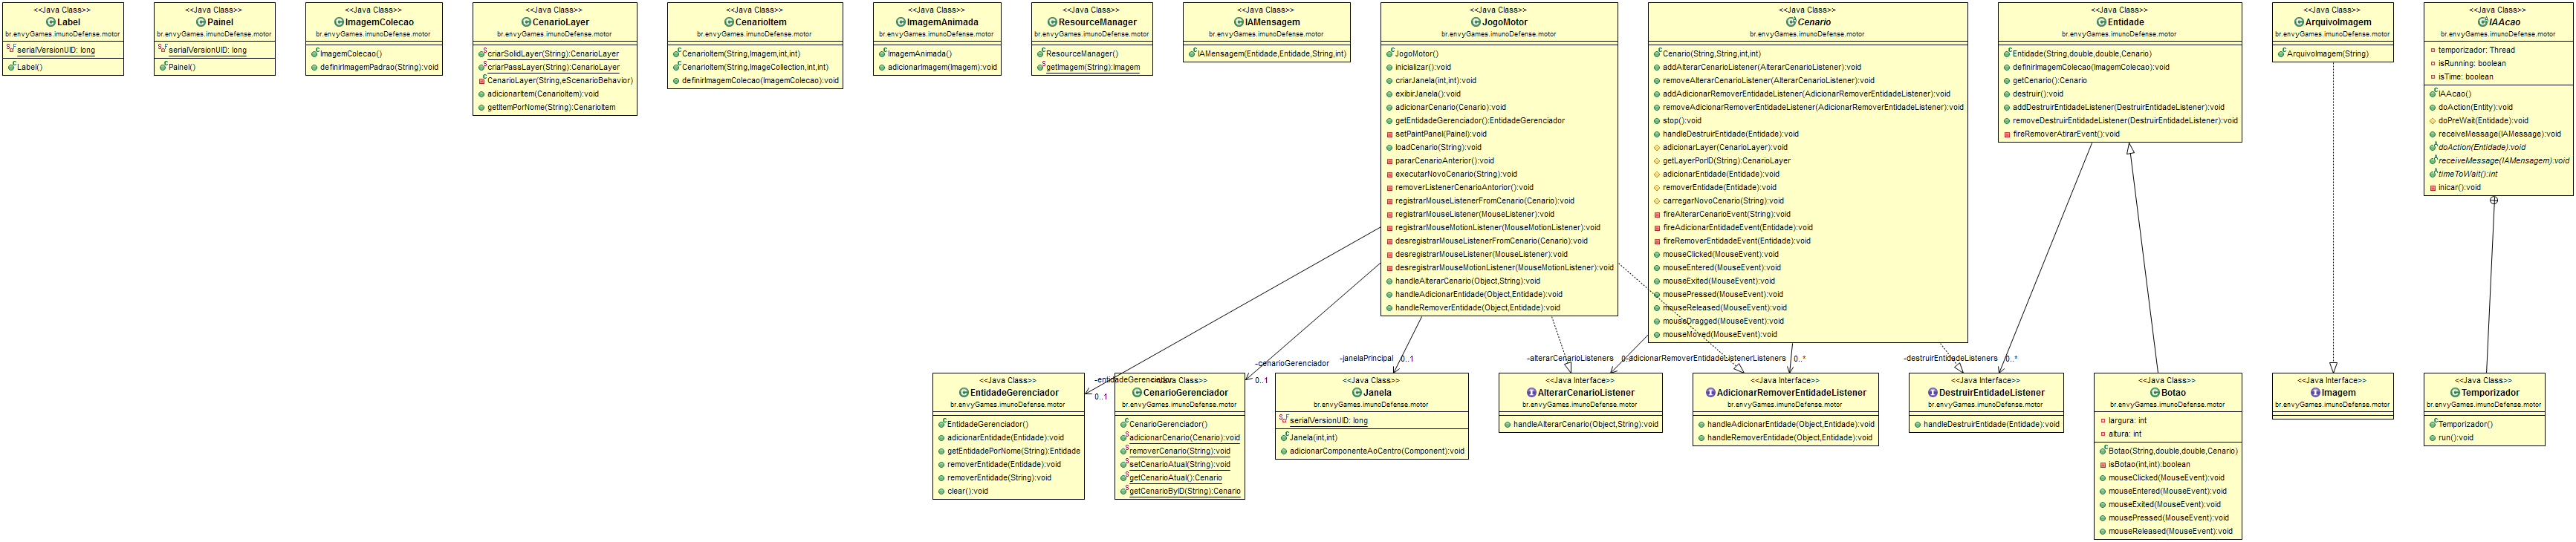 <<Java Class>>
Label
br.envyGames.imunoDefense.motor
serialVersionUID: long
Label()
<<Java Class>>
Painel
br.envyGames.imunoDefense.motor
serialVersionUID: long
Painel()
<<Java Class>>
ImagemColecao
br.envyGames.imunoDefense.motor
ImagemColecao()
definirImagemPadrao(String):void
<<Java Class>>
CenarioLayer
br.envyGames.imunoDefense.motor
criarSolidLayer(String):CenarioLayer
criarPassLayer(String):CenarioLayer
CenarioLayer(String,eScenarioBehavior)
adicionarItem(CenarioItem):void
getItemPorNome(String):CenarioItem
<<Java Class>>
CenarioItem
br.envyGames.imunoDefense.motor
CenarioItem(String,Imagem,int,int)
CenarioItem(String,ImageCollection,int,int)
definirImagemColecao(ImagemColecao):void
<<Java Class>>
ImagemAnimada
br.envyGames.imunoDefense.motor
ImagemAnimada()
adicionarImagem(Imagem):void
<<Java Class>>
ResourceManager
br.envyGames.imunoDefense.motor
ResourceManager()
getImagem(String):Imagem
<<Java Class>>
IAMensagem
br.envyGames.imunoDefense.motor
IAMensagem(Entidade,Entidade,String,int)
<<Java Class>>
JogoMotor
br.envyGames.imunoDefense.motor
JogoMotor()
inicializar():void
criarJanela(int,int):void
exibirJanela():void
adicionarCenario(Cenario):void
getEntidadeGerenciador():EntidadeGerenciador
setPaintPanel(Painel):void
loadCenario(String):void
pararCenarioAnterior():void
executarNovoCenario(String):void
removerListenerCenarioAntorior():void
registrarMouseListenerFromCenario(Cenario):void
registrarMouseListener(MouseListener):void
registrarMouseMotionListener(MouseMotionListener):void
desregistrarMouseListenerFromCenario(Cenario):void
desregistrarMouseListener(MouseListener):void
desregistrarMouseMotionListener(MouseMotionListener):void
handleAlterarCenario(Object,String):void
handleAdicionarEntidade(Object,Entidade):void
handleRemoverEntidade(Object,Entidade):void
<<Java Class>>
Cenario
br.envyGames.imunoDefense.motor
Cenario(String,String,int,int)
addAlterarCenarioListener(AlterarCenarioListener):void
removeAlterarCenarioListener(AlterarCenarioListener):void
addAdicionarRemoverEntidadeListener(AdicionarRemoverEntidadeListener):void
removeAdicionarRemoverEntidadeListener(AdicionarRemoverEntidadeListener):void
stop():void
handleDestruirEntidade(Entidade):void
adicionarLayer(CenarioLayer):void
getLayerPorID(String):CenarioLayer
adicionarEntidade(Entidade):void
removerEntidade(Entidade):void
carregarNovoCenario(String):void
fireAlterarCenarioEvent(String):void
fireAdicionarEntidadeEvent(Entidade):void
fireRemoverEntidadeEvent(Entidade):void
mouseClicked(MouseEvent):void
mouseEntered(MouseEvent):void
mouseExited(MouseEvent):void
mousePressed(MouseEvent):void
mouseReleased(MouseEvent):void
mouseDragged(MouseEvent):void
mouseMoved(MouseEvent):void
<<Java Class>>
Entidade
br.envyGames.imunoDefense.motor
Entidade(String,double,double,Cenario)
definirImagemColecao(ImagemColecao):void
getCenario():Cenario
destruir():void
addDestruirEntidadeListener(DestruirEntidadeListener):void
removeDestruirEntidadeListener(DestruirEntidadeListener):void
fireRemoverAtirarEvent():void
<<Java Class>>
ArquivoImagem
br.envyGames.imunoDefense.motor
ArquivoImagem(String)
<<Java Class>>
IAAcao
br.envyGames.imunoDefense.motor
temporizador: Thread
isRunning: boolean
isTime: boolean
IAAcao()
doAction(Entity):void
doPreWait(Entidade):void
receiveMessage(IAMessage):void
doAction(Entidade):void
receiveMessage(IAMensagem):void
timeToWait():int
inicar():void
-entidadeGerenciador
0..1
-cenarioGerenciador
0..1
-janelaPrincipal
0..1
-alterarCenarioListeners
-adicionarRemoverEntidadeListenerListeners
0..*
-destruirEntidadeListeners
0..*
<<Java Class>>
EntidadeGerenciador
br.envyGames.imunoDefense.motor
EntidadeGerenciador()
adicionarEntidade(Entidade):void
getEntidadePorNome(String):Entidade
removerEntidade(Entidade):void
removerEntidade(String):void
clear():void
<<Java Class>>
CenarioGerenciador
br.envyGames.imunoDefense.motor
CenarioGerenciador()
adicionarCenario(Cenario):void
removerCenario(String):void
setCenarioAtual(String):void
getCenarioAtual():Cenario
getCenarioByID(String):Cenario
<<Java Class>>
Janela
br.envyGames.imunoDefense.motor
serialVersionUID: long
Janela(int,int)
adicionarComponenteAoCentro(Component):void
<<Java Interface>>
AlterarCenarioListener
br.envyGames.imunoDefense.motor
handleAlterarCenario(Object,String):void
<<Java Interface>>
AdicionarRemoverEntidadeListener
br.envyGames.imunoDefense.motor
handleAdicionarEntidade(Object,Entidade):void
handleRemoverEntidade(Object,Entidade):void
<<Java Interface>>
DestruirEntidadeListener
br.envyGames.imunoDefense.motor
handleDestruirEntidade(Entidade):void
<<Java Class>>
Botao
br.envyGames.imunoDefense.motor
largura: int
altura: int
Botao(String,double,double,Cenario)
isBotao(int,int):boolean
mouseClicked(MouseEvent):void
mouseEntered(MouseEvent):void
mouseExited(MouseEvent):void
mousePressed(MouseEvent):void
mouseReleased(MouseEvent):void
<<Java Interface>>
Imagem
br.envyGames.imunoDefense.motor
<<Java Class>>
Temporizador
br.envyGames.imunoDefense.motor
Temporizador()
run():void